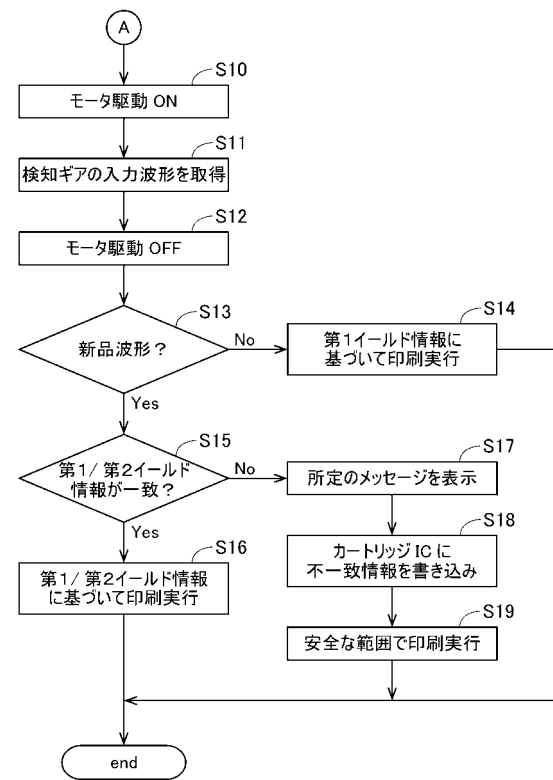 A
S10
モータ駆動 ON
S11
検知ギアの入力波形を取得
S12
モータ駆動 OFF
S13
新品波形？
No
S14
第1イールド情報に
基づいて印刷実行
Yes
S15
第1/ 第2イールド
情報が一致？
No
S17
所定のメッセージを表示
Yes
S18
カートリッジ IC に
不一致情報を書き込み
S16
第1/ 第2イールド情報
に基づいて印刷実行
S19
安全な範囲で印刷実行
end